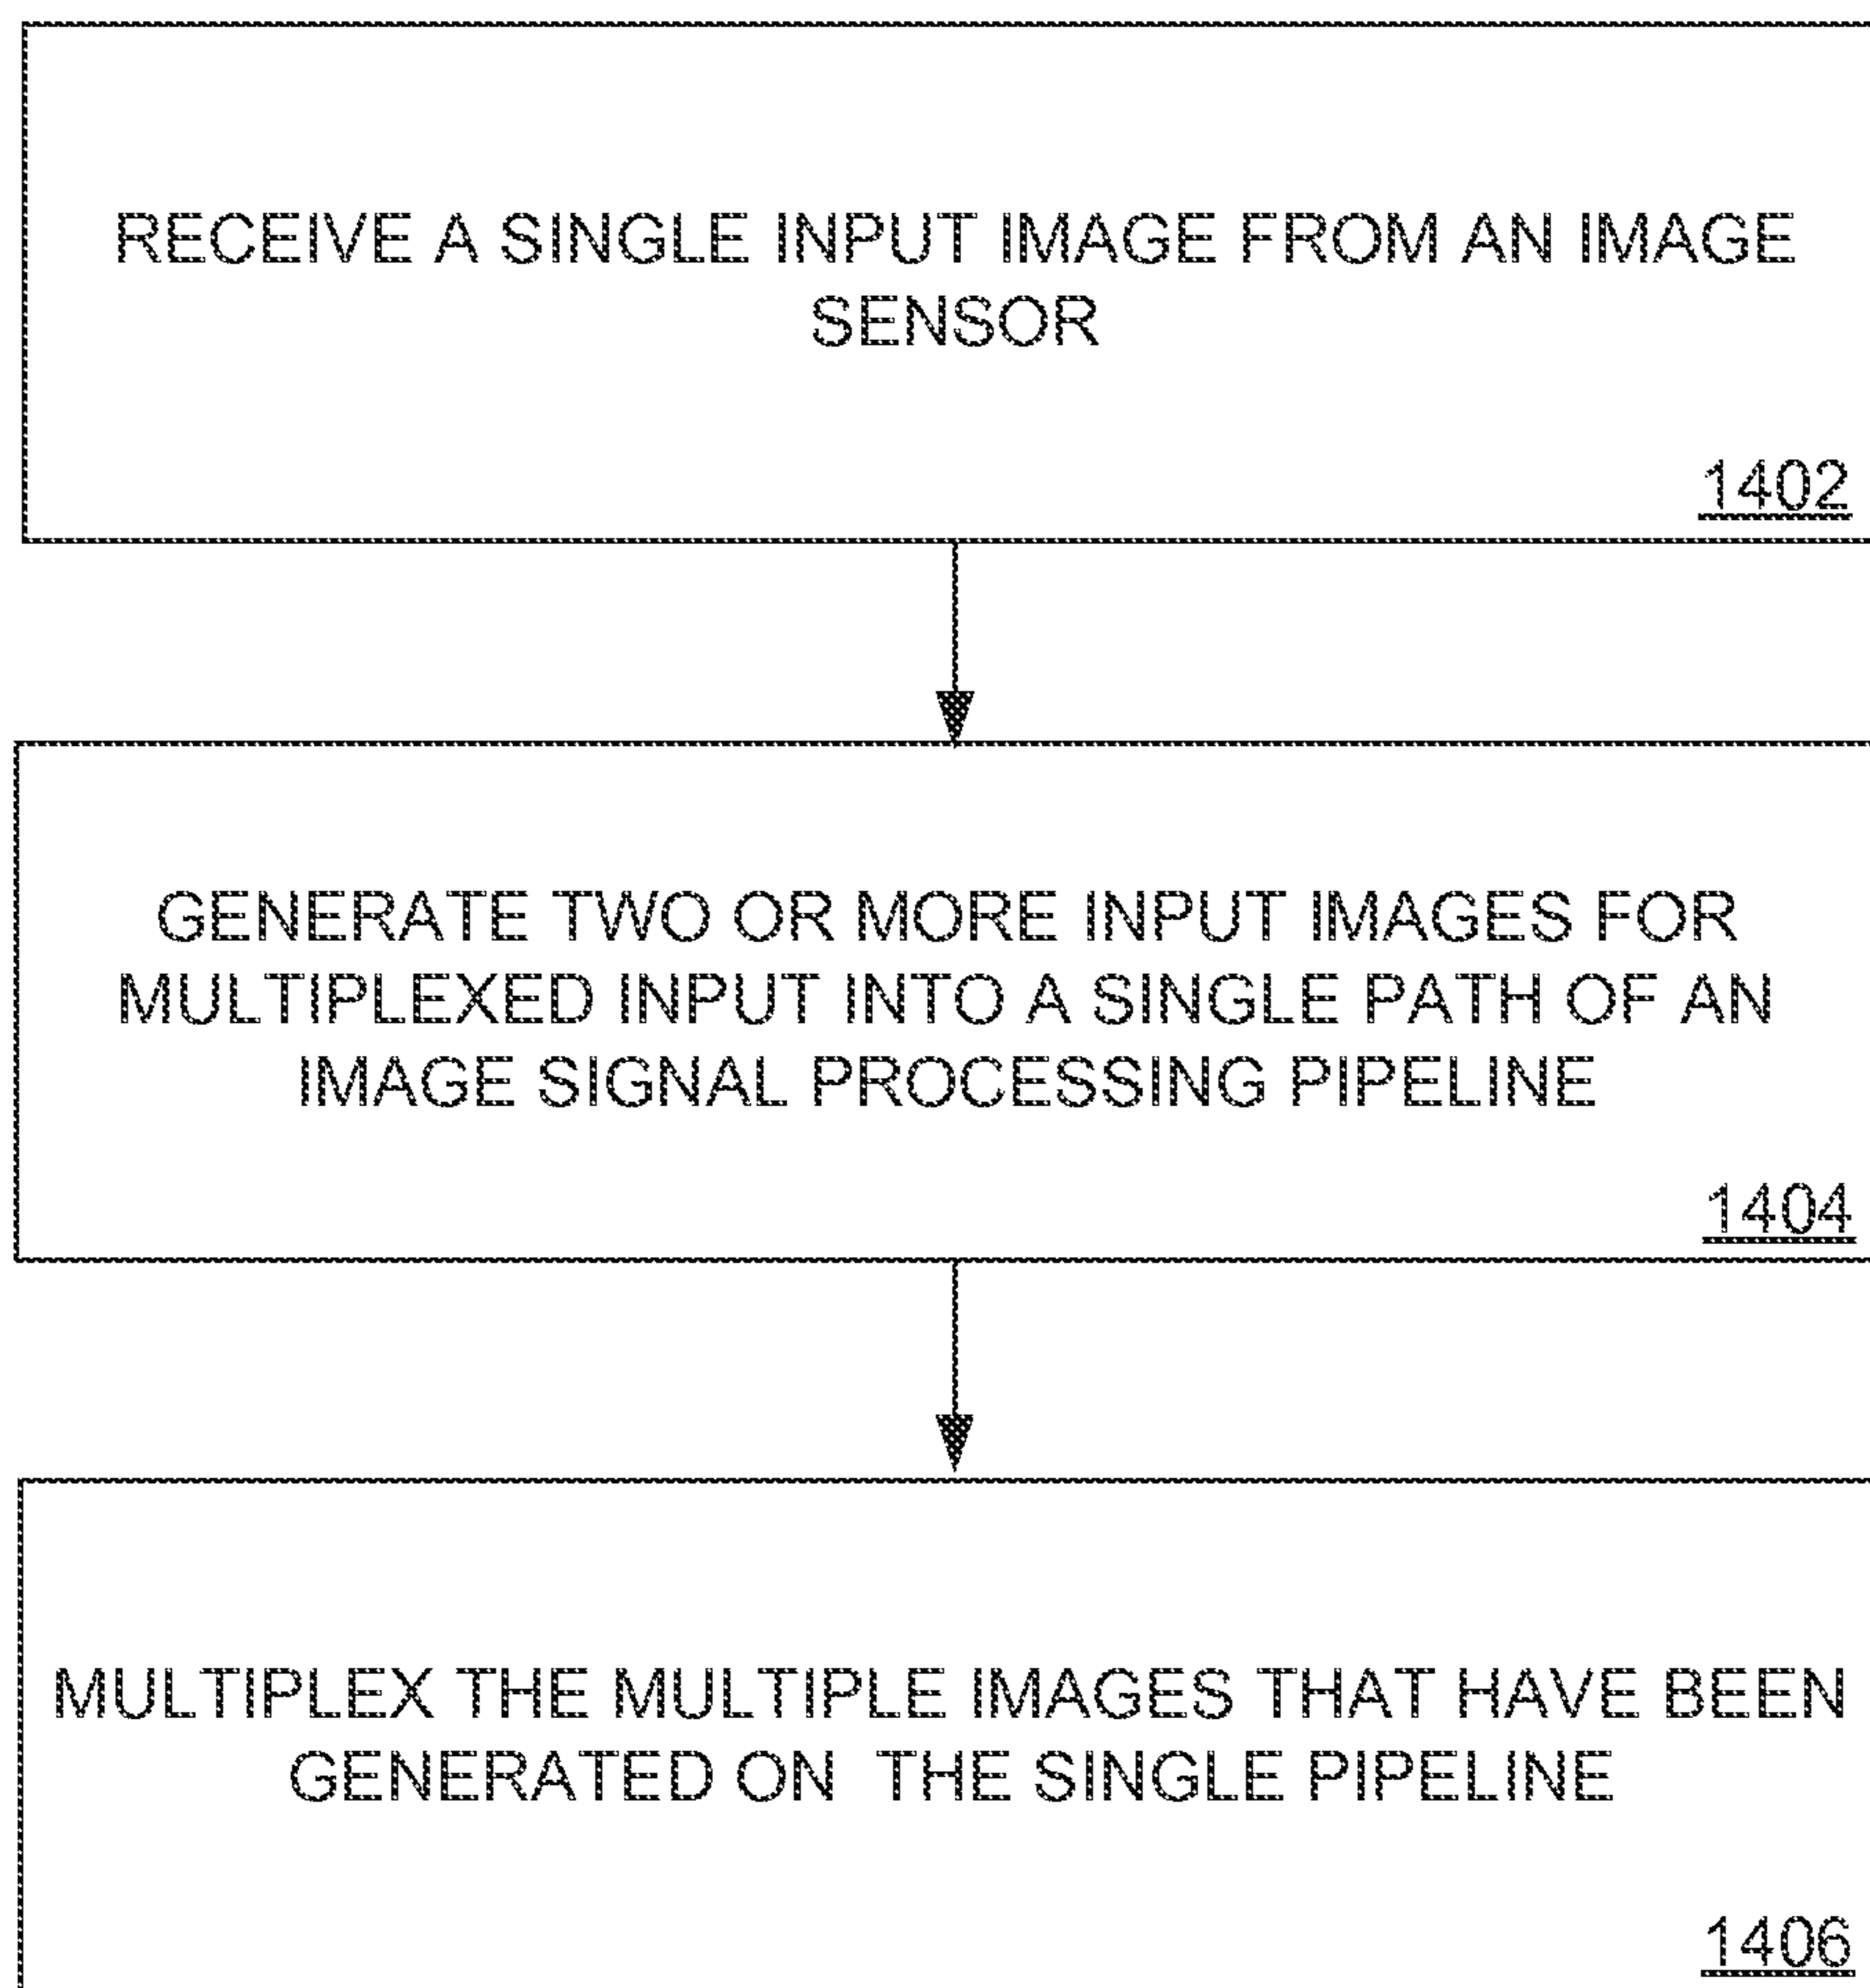 RECEIVE A SINGLE INPUT IMAGE FROM AN IMAGE
SENSOR
1402
GENERATE TWO OR MORE INPUT IMAGES FOR
MULTIPLEXED INPUT INTO A SINGLE PATH OF AN
IMAGE SIGNAL PROCESSING PIPELINE
1404
MULTIPLEX THE MULTIPLE IMAGES THAT HAVE BEEN
GENERATED ON THE SINGLE PIPELINE
1406